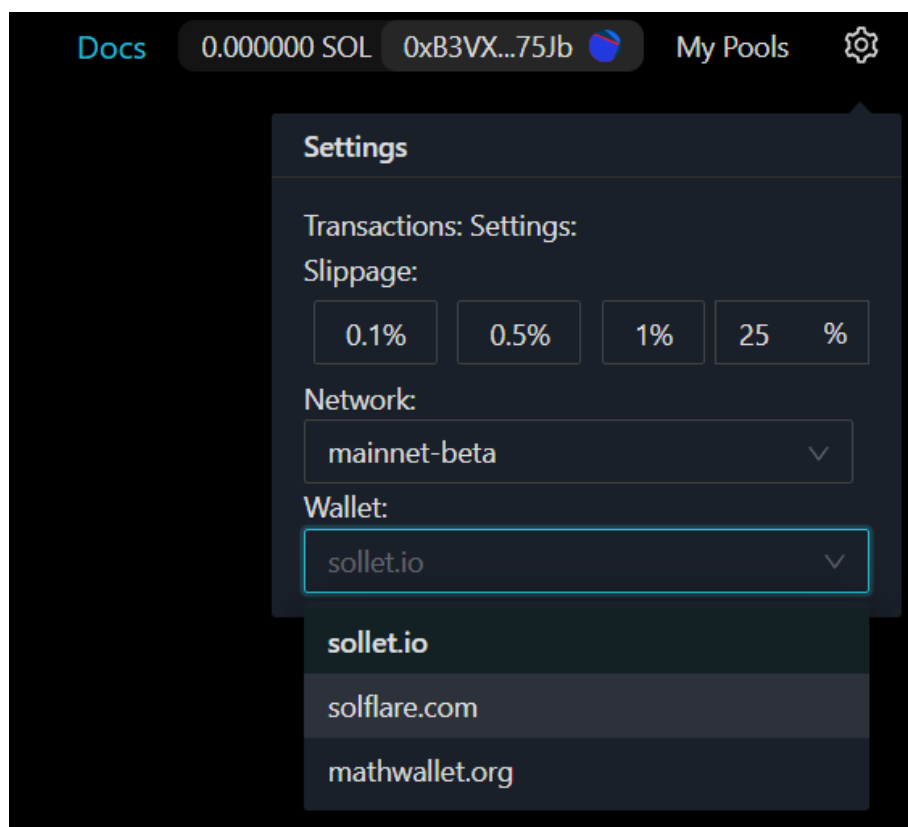 Docs 0.000000 SOL 0xB3VX...75Jb My Pools
Settings
Transactions: Settings:
Slippage:
0.1% 0.5% 1% 25 %
Network:
mainnet-beta
Wallet:
sollet.io
sollet.io
solflare.com
mathwallet.org